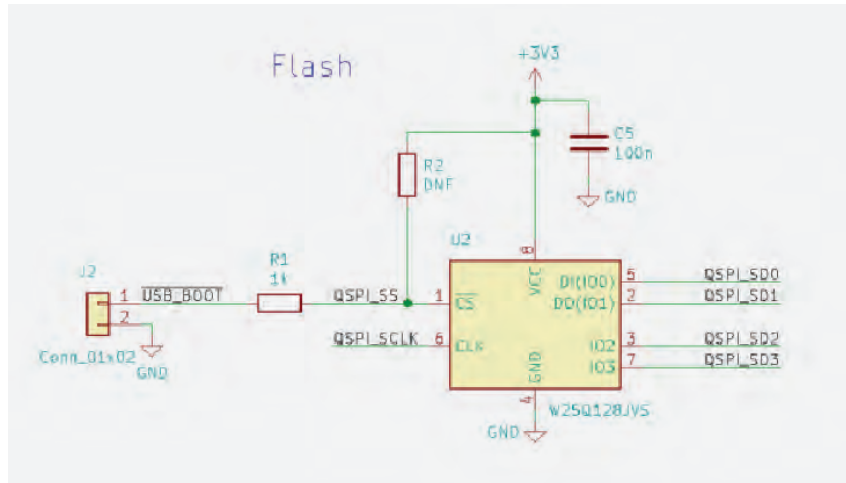 Flash
+3V3
C5
100n
GND
R2
DNF
U2
8
VCC
J2
1
2
Conn_01x02
GND
USB_BOOT
R1
1k
QSPI_SS
1
CS
QSPI_SCLK
6
CLK
DI(IO0)
5
QSPI_SD0
DO(IO1)
2
QSPI_SD1
IO2
3
QSPI_SD2
IO3
7
QSPI_SD3
GND
4
GND
W25Q128JVS